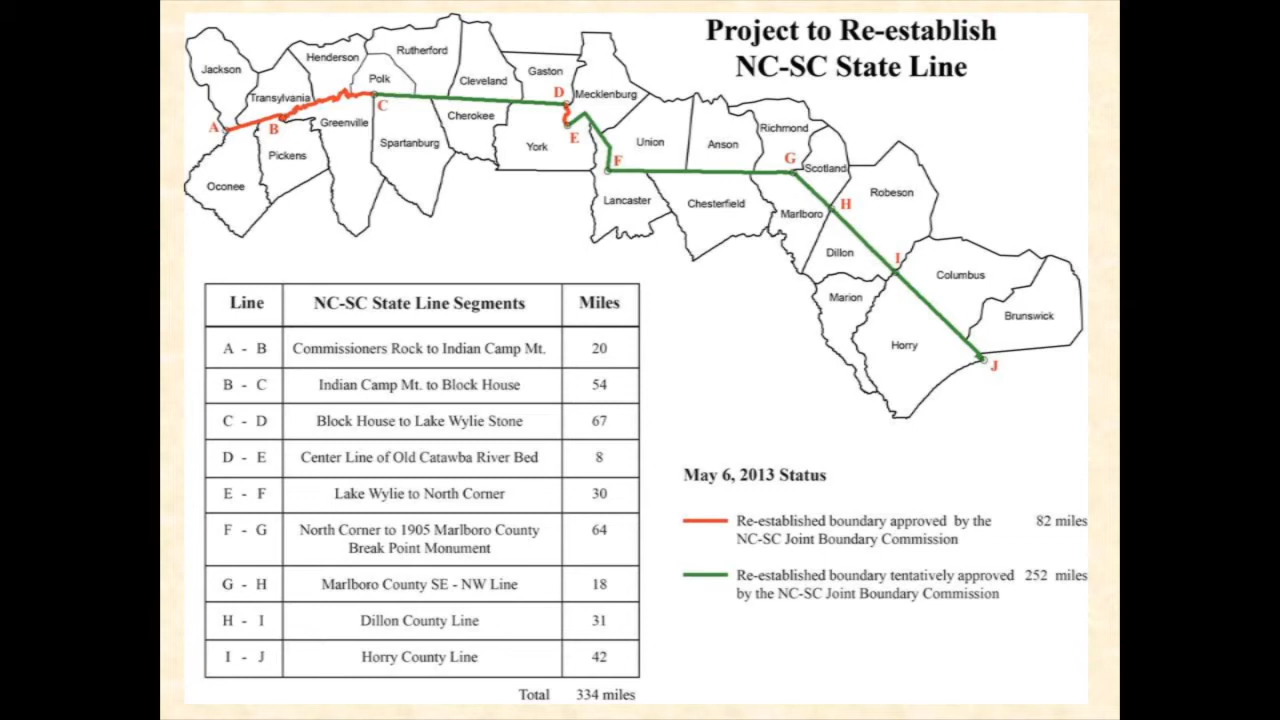 Project to Re-establish
NC-SC State Line
Jackson
Henderson
Rutherford
Transylvania
Polk
Cleveland
Gaston
Mecklenburg
A
B
C
D
E
Greenville
Cherokee
Spartanburg
Pickens
Oconee
York
Union
Anson
Richmond
Scotland
Robeson
F
G
H
Lancaster
Chesterfield
Marlboro
Dillon
I
Columbus
Marion
Brunswick
Horry
J
Line NC-SC State Line Segments Miles
A - B Commissioners Rock to Indian Camp Mt. 20
B - C Indian Camp Mt. to Block House 54
C - D Block House to Lake Wylie Stone 67
D - E Center Line of Old Catawba River Bed 8
E - F Lake Wylie to North Corner 30
F - G North Corner to 1905 Marlboro County 64
Break Point Monument
G - H Marlboro County SE - NW Line 18
H - I Dillon County Line 31
I - J Horry County Line 42
Total 334 miles
May 6, 2013 Status
Re-established boundary approved by the 82 miles
NC-SC Joint Boundary Commission
Re-established boundary tentatively approved 252 miles
by the NC-SC Joint Boundary Commission